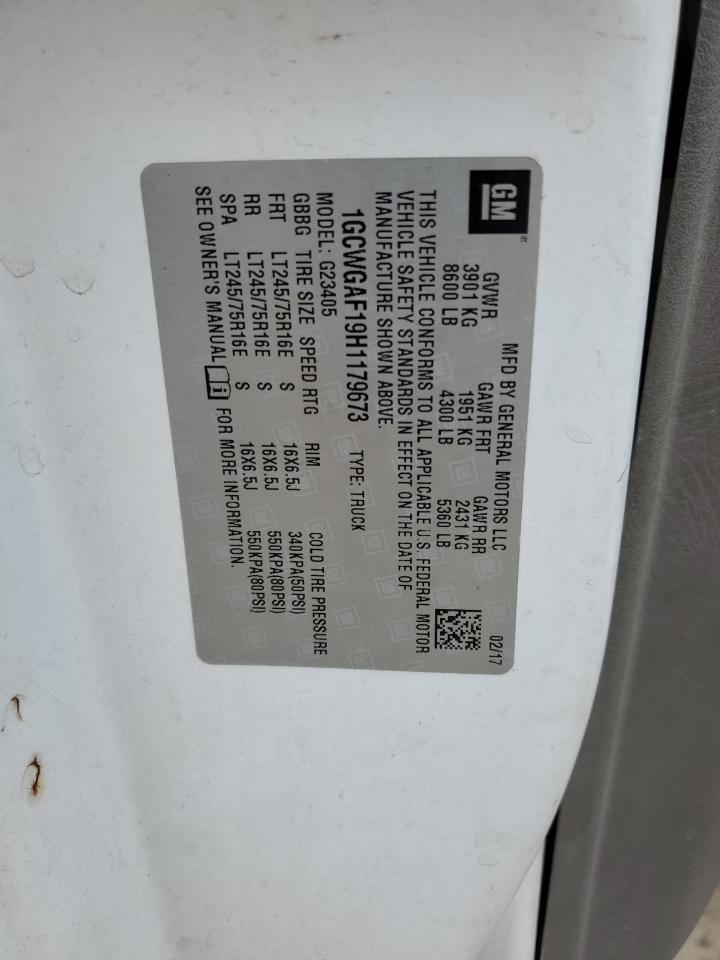 GM®
MFD BY GENERAL MOTORS LLC 02/17
GVWR GAWR FRT GAWR RR
3901 KG 1951 KG 2431 KG
8600 LB 4300 LB 5360 LB
THIS VEHICLE CONFORMS TO ALL APPLICABLE U.S. FEDERAL MOTOR
VEHICLE SAFETY STANDARDS IN EFFECT ON THE DATE OF
MANUFACTURE SHOWN ABOVE.
1GCWGAF19H1179673 TYPE: TRUCK
MODEL: G23405
GBBG TIRE SIZE SPEED RTG RIM COLD TIRE PRESSURE
FRT LT245/75R16E S 16X6.5J 340KPA(50PSI)
RR LT245/75R16E S 16X6.5J 550KPA(80PSI)
SPA LT245/75R16E S 16X6.5J 550KPA(80PSI)
SEE OWNER'S MANUAL i FOR MORE INFORMATION.